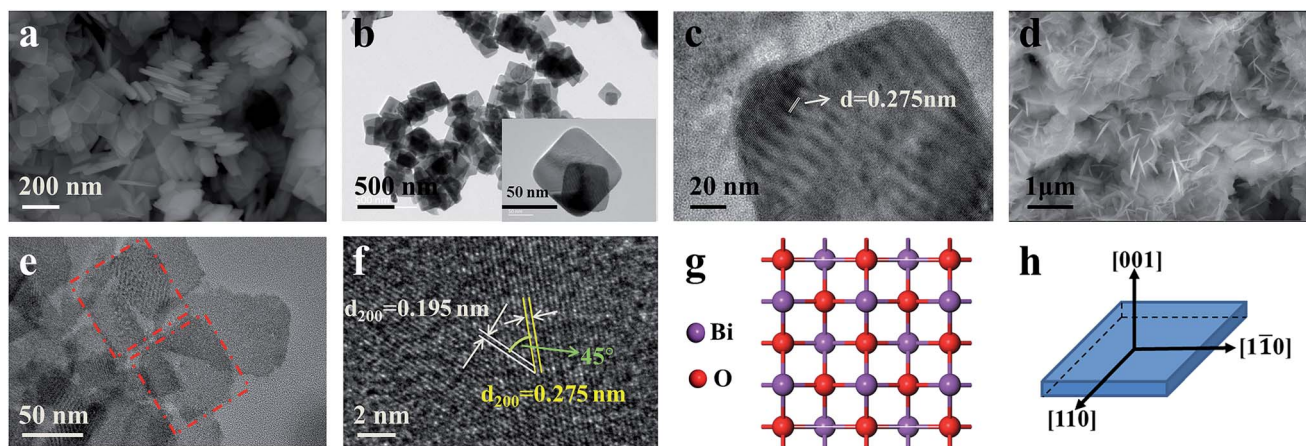 a
200 nm
b
500 nm
50 nm
c
d=0.275nm
20 nm
d
1μm
e
50 nm
f
d200=0.195 nm
45°
d200=0.275 nm
2 nm
g
Bi
O
h
[001]
[11̄0]
[110]